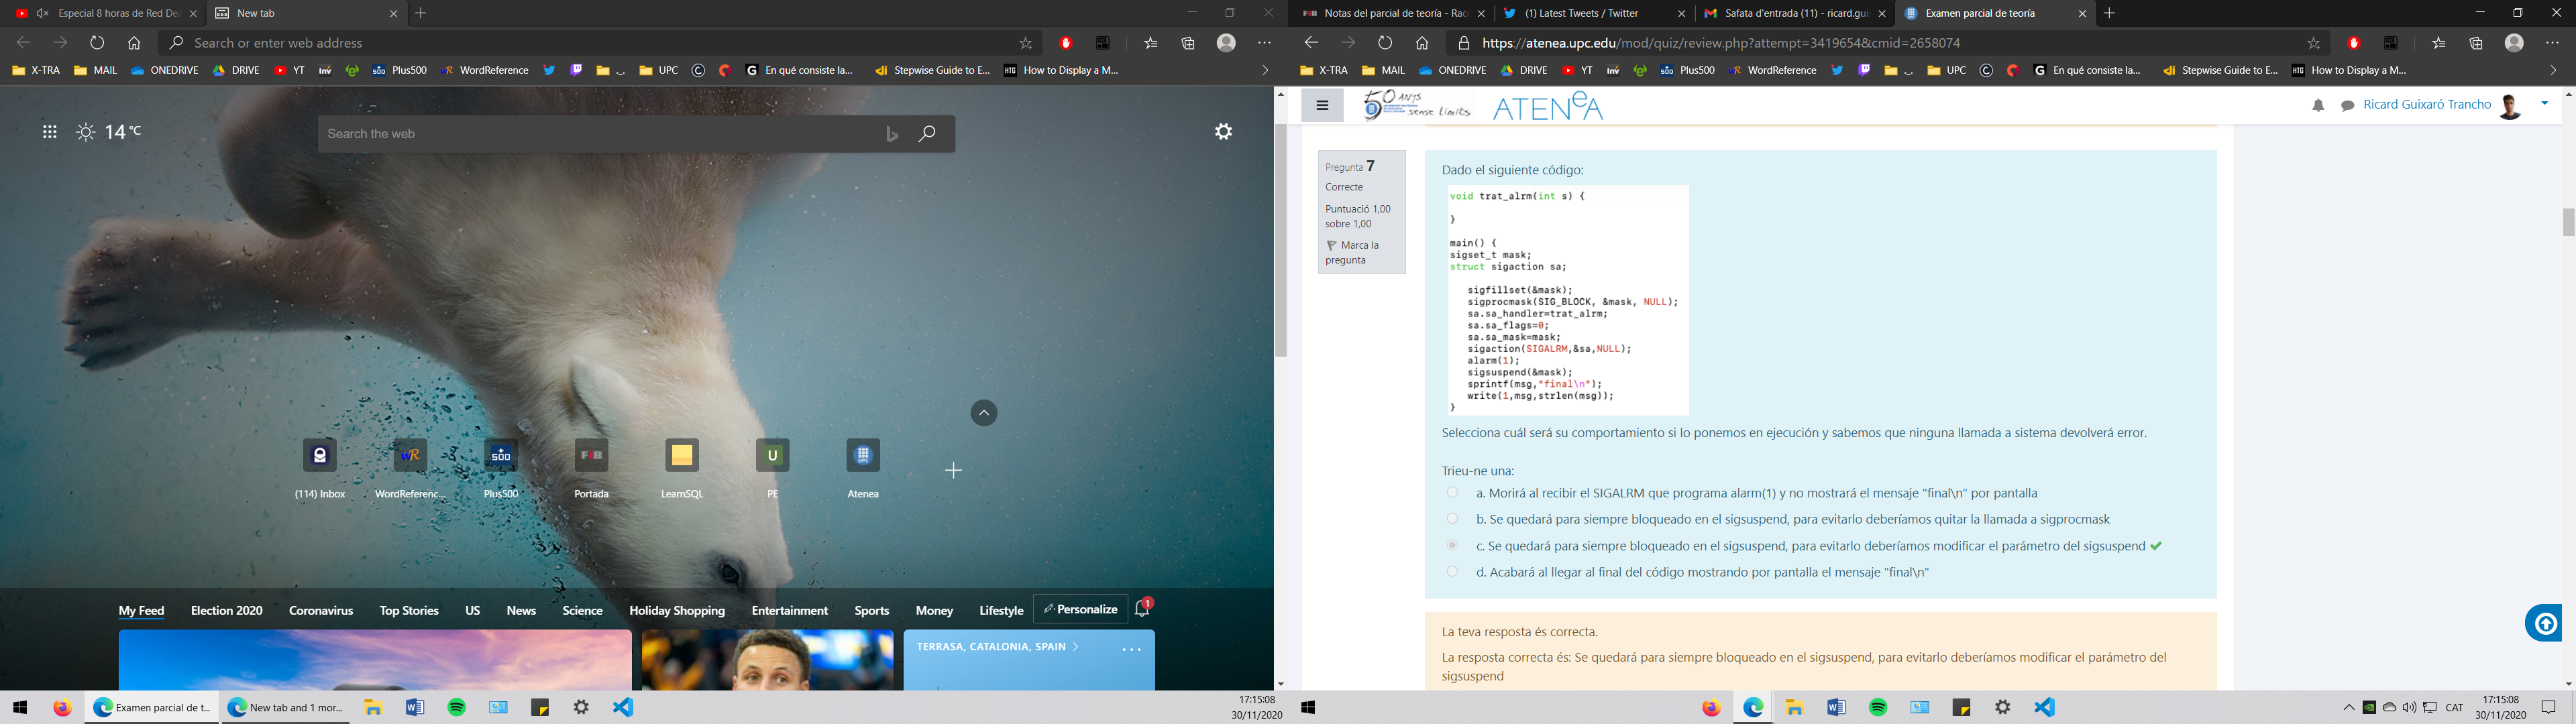 Especial 8 horas de Red De
New tab
Search or enter web address
X-TRA
MAIL
ONEDRIVE
DRIVE
YT
inv
Plus500
WordReference
UPC
En qué consiste la...
Stepwise Guide to E...
HTG How to Display a M...
14 °C
Search the web
(114) Inbox
WordReferenc...
Plus500
Portada
LearnSQL
PE
Atenea
My Feed
Election 2020
Coronavirus
Top Stories
US
News
Science
Holiday Shopping
Entertainment
Sports
Money
Lifestyle
Personalize
1
TERRASA, CATALONIA, SPAIN
Examen parcial de t...
New tab and 1 mor...
17:15:08
30/11/2020
Notas del parcial de teoría - Rac
(1) Latest Tweets / Twitter
Safata d'entrada (11) - ricard.gui
Examen parcial de teoría
https://atenea.upc.edu/mod/quiz/review.php?attempt=3419654&cmid=2658074
X-TRA
MAIL
ONEDRIVE
DRIVE
YT
inv
Plus500
WordReference
UPC
En qué consiste la...
Stepwise Guide to E...
HTG How to Display a M...
50 ANYS
sense límits
ATENEA
Ricard Guixaró Trancho
Pregunta 7
Correcte
Puntuació 1,00
sobre 1,00
Marca la
pregunta
Dado el siguiente código:
void trat_alrm(int s) {
}
main() {
sigset_t mask;
struct sigaction sa;
sigfillset(&mask);
sigprocmask(SIG_BLOCK, &mask, NULL);
sa.sa_handler=trat_alrm;
sa.sa_flags=0;
sa.sa_mask=mask;
sigaction(SIGALRM,&sa,NULL);
alarm(1);
sigsuspend(&mask);
sprintf(msg,"final\n");
write(1,msg,strlen(msg));
}
Selecciona cuál será su comportamiento si lo ponemos en ejecución y sabemos que ninguna llamada a sistema devolverá error.
Trieu-ne una:
a. Morirá al recibir el SIGALRM que programa alarm(1) y no mostrará el mensaje "final\n" por pantalla
b. Se quedará para siempre bloqueado en el sigsuspend, para evitarlo deberíamos quitar la llamada a sigprocmask
c. Se quedará para siempre bloqueado en el sigsuspend, para evitarlo deberíamos modificar el parámetro del sigsuspend
d. Acabará al llegar al final del código mostrando por pantalla el mensaje "final\n"
La teva resposta és correcta.
La resposta correcta és: Se quedará para siempre bloqueado en el sigsuspend, para evitarlo deberíamos modificar el parámetro del
sigsuspend
CAT
17:15:08
30/11/2020